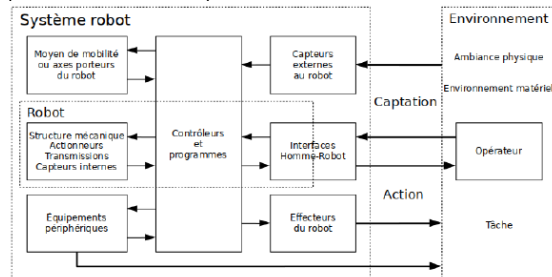 Système robot
Environnement
Moyen de mobilité
ou axes porteurs
du robot
Capteurs
externes
au robot
Ambiance physique
Environnement matériel
Captation
Robot
Structure mécanique
Actionneurs
Transmissions
Capteurs internes
Contrôleurs
et
programmes
Interfaces
Homme-Robot
Opérateur
Action
Equipements
périphériques
Effecteurs
du robot
Tâche